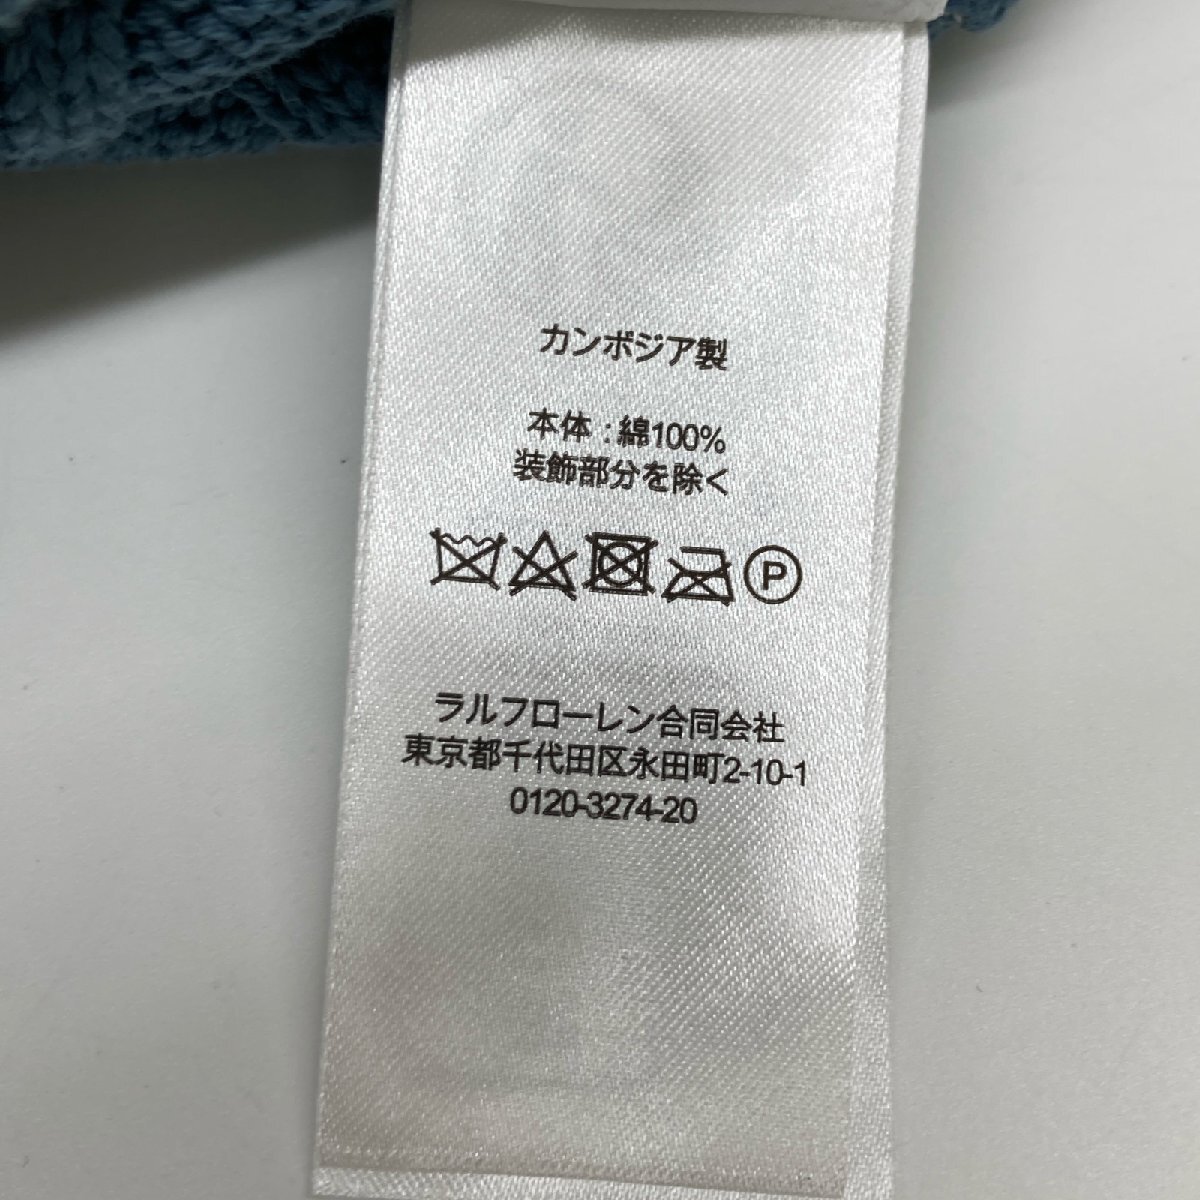 カンボジア製
本体 : 綿100%
装飾部分を除く
P
ラルフローレン合同会社
東京都千代田区永田町2-10-1
0120-3274-20